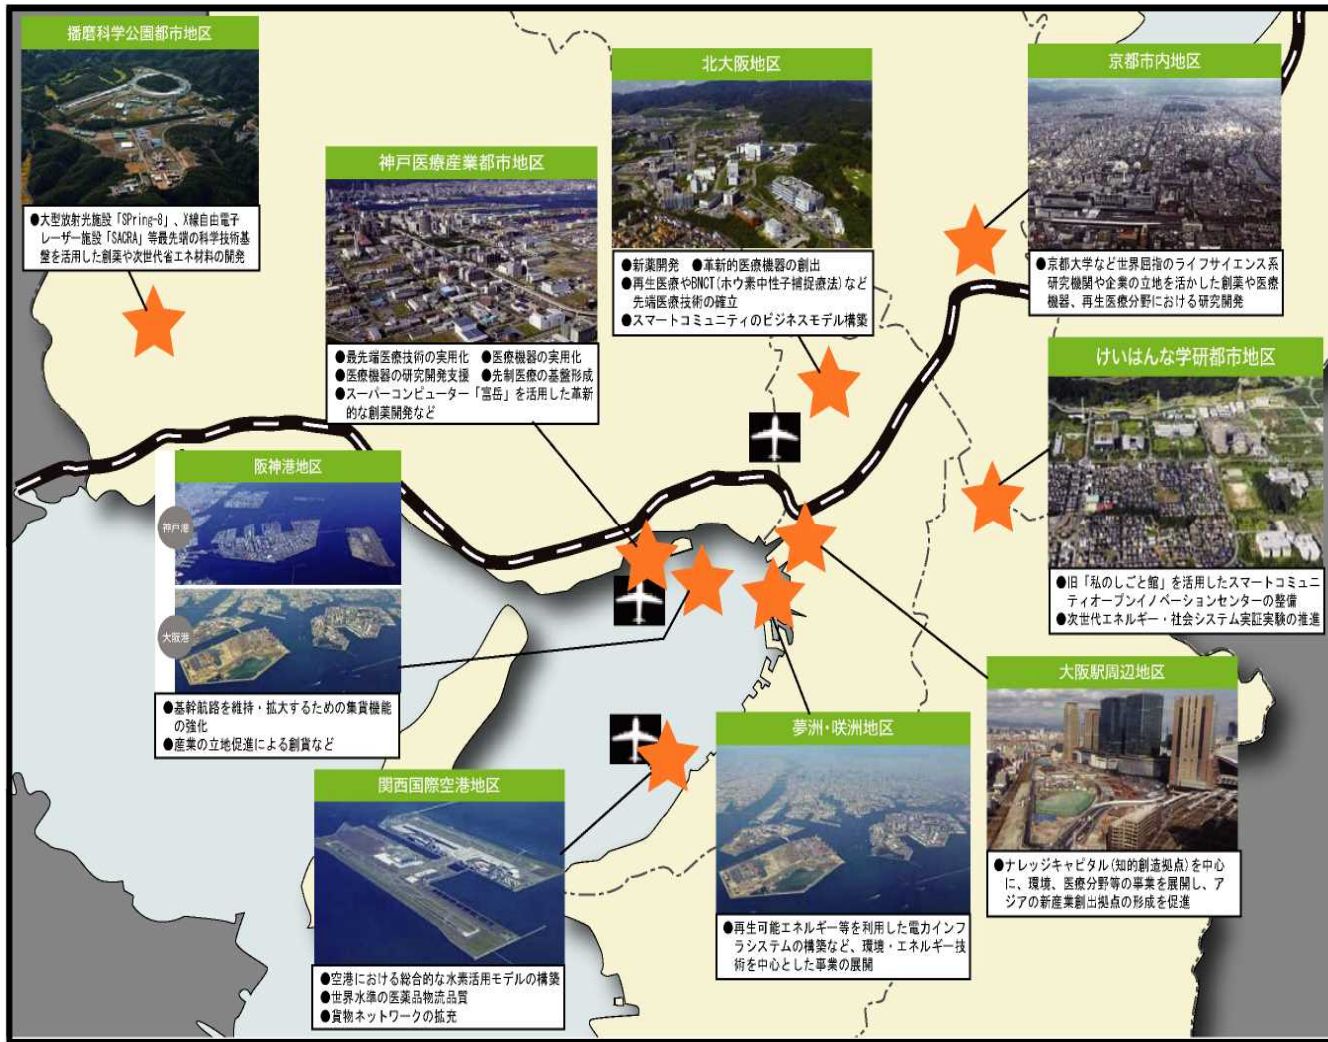 播磨科学公園都市地区
●大型放射光施設「SPring-8」、X線自由電子
レーザー施設「SACRA」等最先端の科学技術基
盤を活用した創薬や次世代省エネ材料の開発
神戸医療産業都市地区
●最先端医療技術の実用化　●医療機器の実用化
●医療機器の研究開発支援　●先制医療の基盤形成
●スーパーコンピューター「富岳」を活用した革新
的な創薬開発など
北大阪地区
●新薬開発　●革新的医療機器の創出
●再生医療やBNCT(ホウ素中性子捕捉療法)など
先端医療技術の確立
●スマートコミュニティのビジネスモデル構築
京都市内地区
●京都大学など世界屈指のライフサイエンス系
研究機関や企業の立地を活かした創薬や医療
機器、再生医療分野における研究開発
けいはんな学研都市地区
●旧「私のしごと館」を活用したスマートコミュニ
ティオープンイノベーションセンターの整備
●次世代エネルギー・社会システム実証実験の推進
阪神港地区
神戸港
大阪港
●基幹航路を維持・拡大するための集貨機能
の強化
●産業の立地促進による創貨など
大阪駅周辺地区
●ナレッジキャピタル(知的創造拠点)を中心
に、環境、医療分野等の事業を展開し、ア
ジアの新産業創出拠点の形成を促進
夢洲・咲洲地区
●再生可能エネルギー等を利用した電力インフ
ラシステムの構築など、環境・エネルギー技
術を中心とした事業の展開
関西国際空港地区
●空港における総合的な水素活用モデルの構築
●世界水準の医薬品物流品質
●貨物ネットワークの拡充